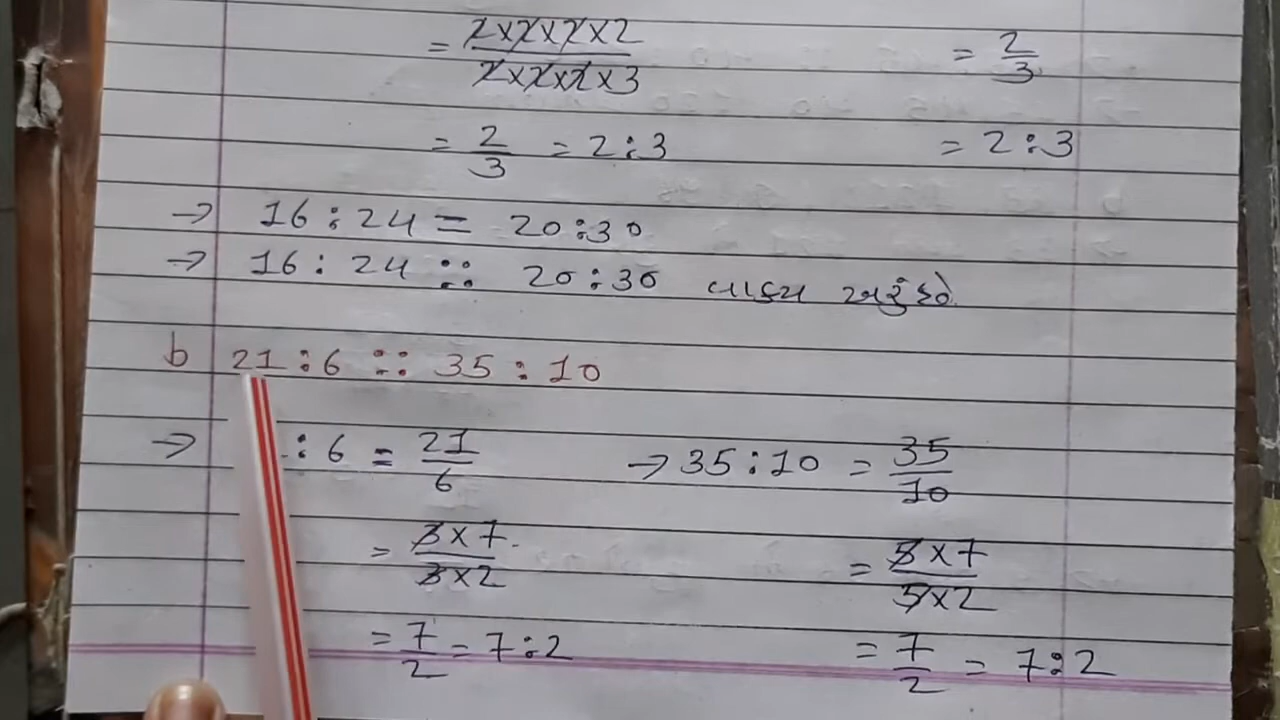 = 2×2×2×2 / 2×2×2×3 = 2/3
= 2/3 = 2:3 = 2:3
→ 16:24 = 20:30
→ 16:24 :: 20:30 વાક્ય સાચું છે.
b 21:6 :: 35:10
→ :6 = 21/6 → 35:10 = 35/10
= 3×7 / 3×2 = 5×7 / 5×2
= 7/2 = 7:2 = 7/2 = 7:2